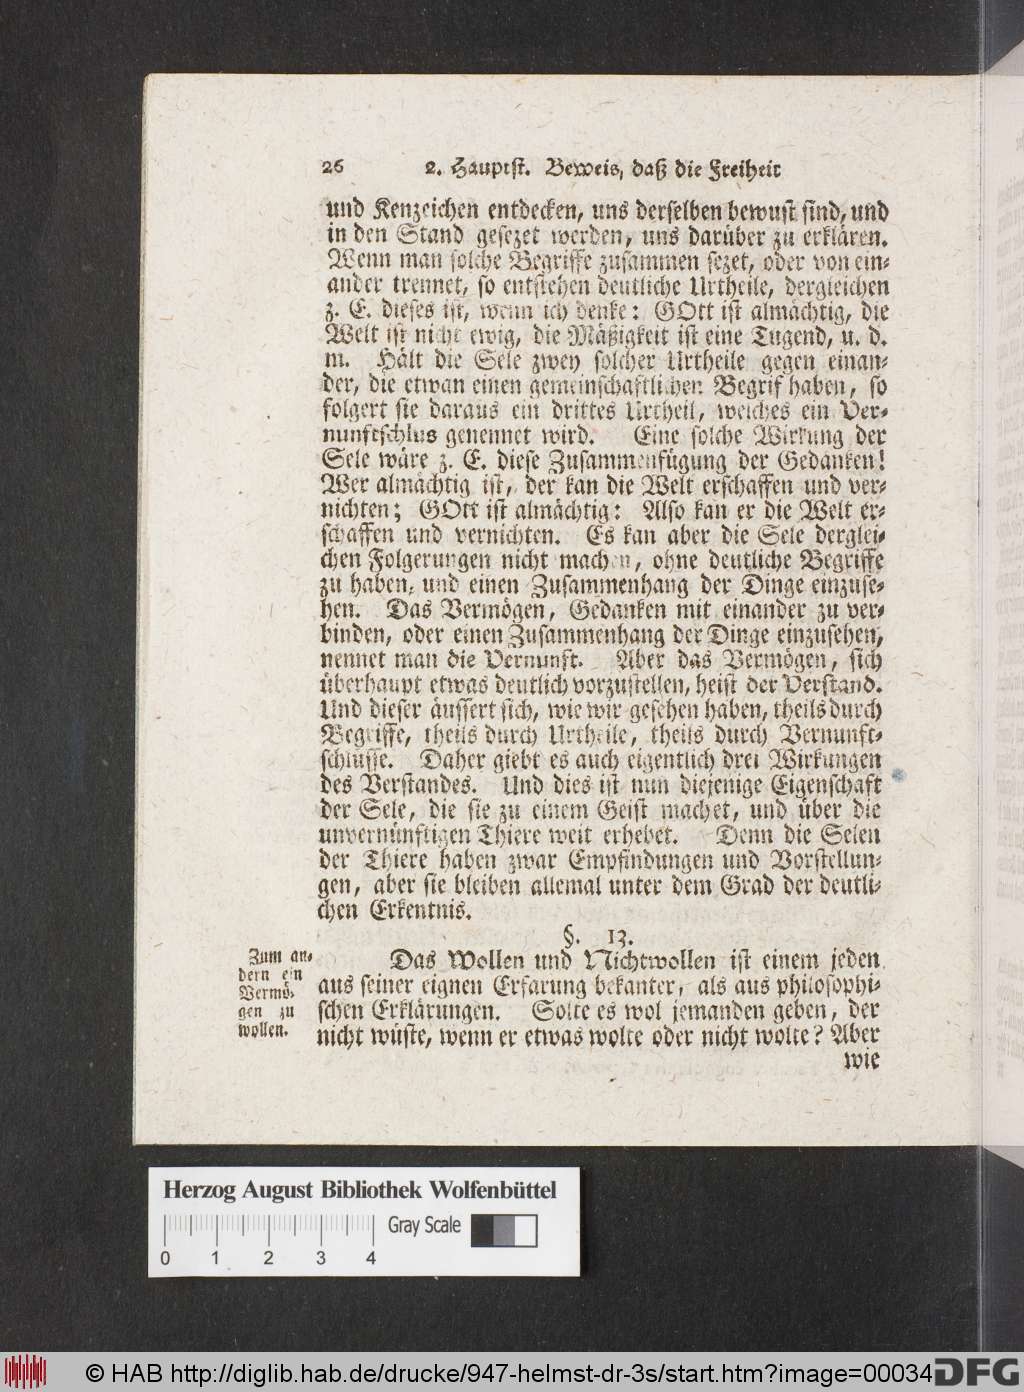 26 2. Hauptst. Beweis, daß die Freiheit
und Kenzeichen entdecken, uns derselben bewust sind, und
in den Stand gesezet werden, uns darüber zu erklären.
Wenn man solche Begriffe zusammen sezet, oder von ein-
ander trennet, so entstehen deutliche Urtheile, dergleichen
z. E. dieses ist, wenn ich denke: GOtt ist almächtig, die
Welt ist nicht ewig, die Mäßigkeit ist eine Tugend, u. d.
m. Hält die Sele zwey solcher Urtheile gegen einan-
der, die etwan einen gemeinschaftlichen Begrif haben, so
folgert sie daraus ein drittes Urtheil, welches ein Ver-
nunftschlus genennet wird. Eine solche Wirkung der
Sele wäre z. E. diese Zusammenfügung der Gedanken!
Wer almächtig ist, der kan die Welt erschaffen und ver-
nichten; GOtt ist almächtig: Also kan er die Welt er-
schaffen und vernichten. Es kan aber die Sele derglei-
chen Folgerungen nicht machen, ohne deutliche Begriffe
zu haben, und einen Zusammenhang der Dinge einzuse-
hen. Das Vermögen, Gedanken mit einander zu ver-
binden, oder einen Zusammenhang der Dinge einzusehen,
nennet man die Vernunft. Aber das Vermögen, sich
überhaupt etwas deutlich vorzustellen, heist der Verstand.
Und dieser äussert sich, wie wir gesehen haben, theils durch
Begriffe, theils durch Urtheile, theils durch Vernunft-
schlüsse. Daher giebt es auch eigentlich drei Wirkungen
des Verstandes. Und dies ist nun diejenige Eigenschaft
der Sele, die sie zu einem Geist machet, und über die
unvernünftigen Thiere weit erhebet. Denn die Selen
der Thiere haben zwar Empfindungen und Vorstellun-
gen, aber sie bleiben allemal unter dem Grad der deutli-
chen Erkentnis.
§. 13.
Zum an-
dern ein
Vermö-
gen zu
wollen.
Das Wollen und Nichtwollen ist einem jeden
aus seiner eignen Erfarung bekanter, als aus philosophi-
schen Erklärungen. Solte es wol jemanden geben, der
nicht wüste, wenn er etwas wolte oder nicht wolte? Aber
wie
Herzog August Bibliothek Wolfenbüttel
Gray Scale
0 1 2 3 4
© HAB http://diglib.hab.de/drucke/947-helmst-dr-3s/start.htm?image=00034
DFG